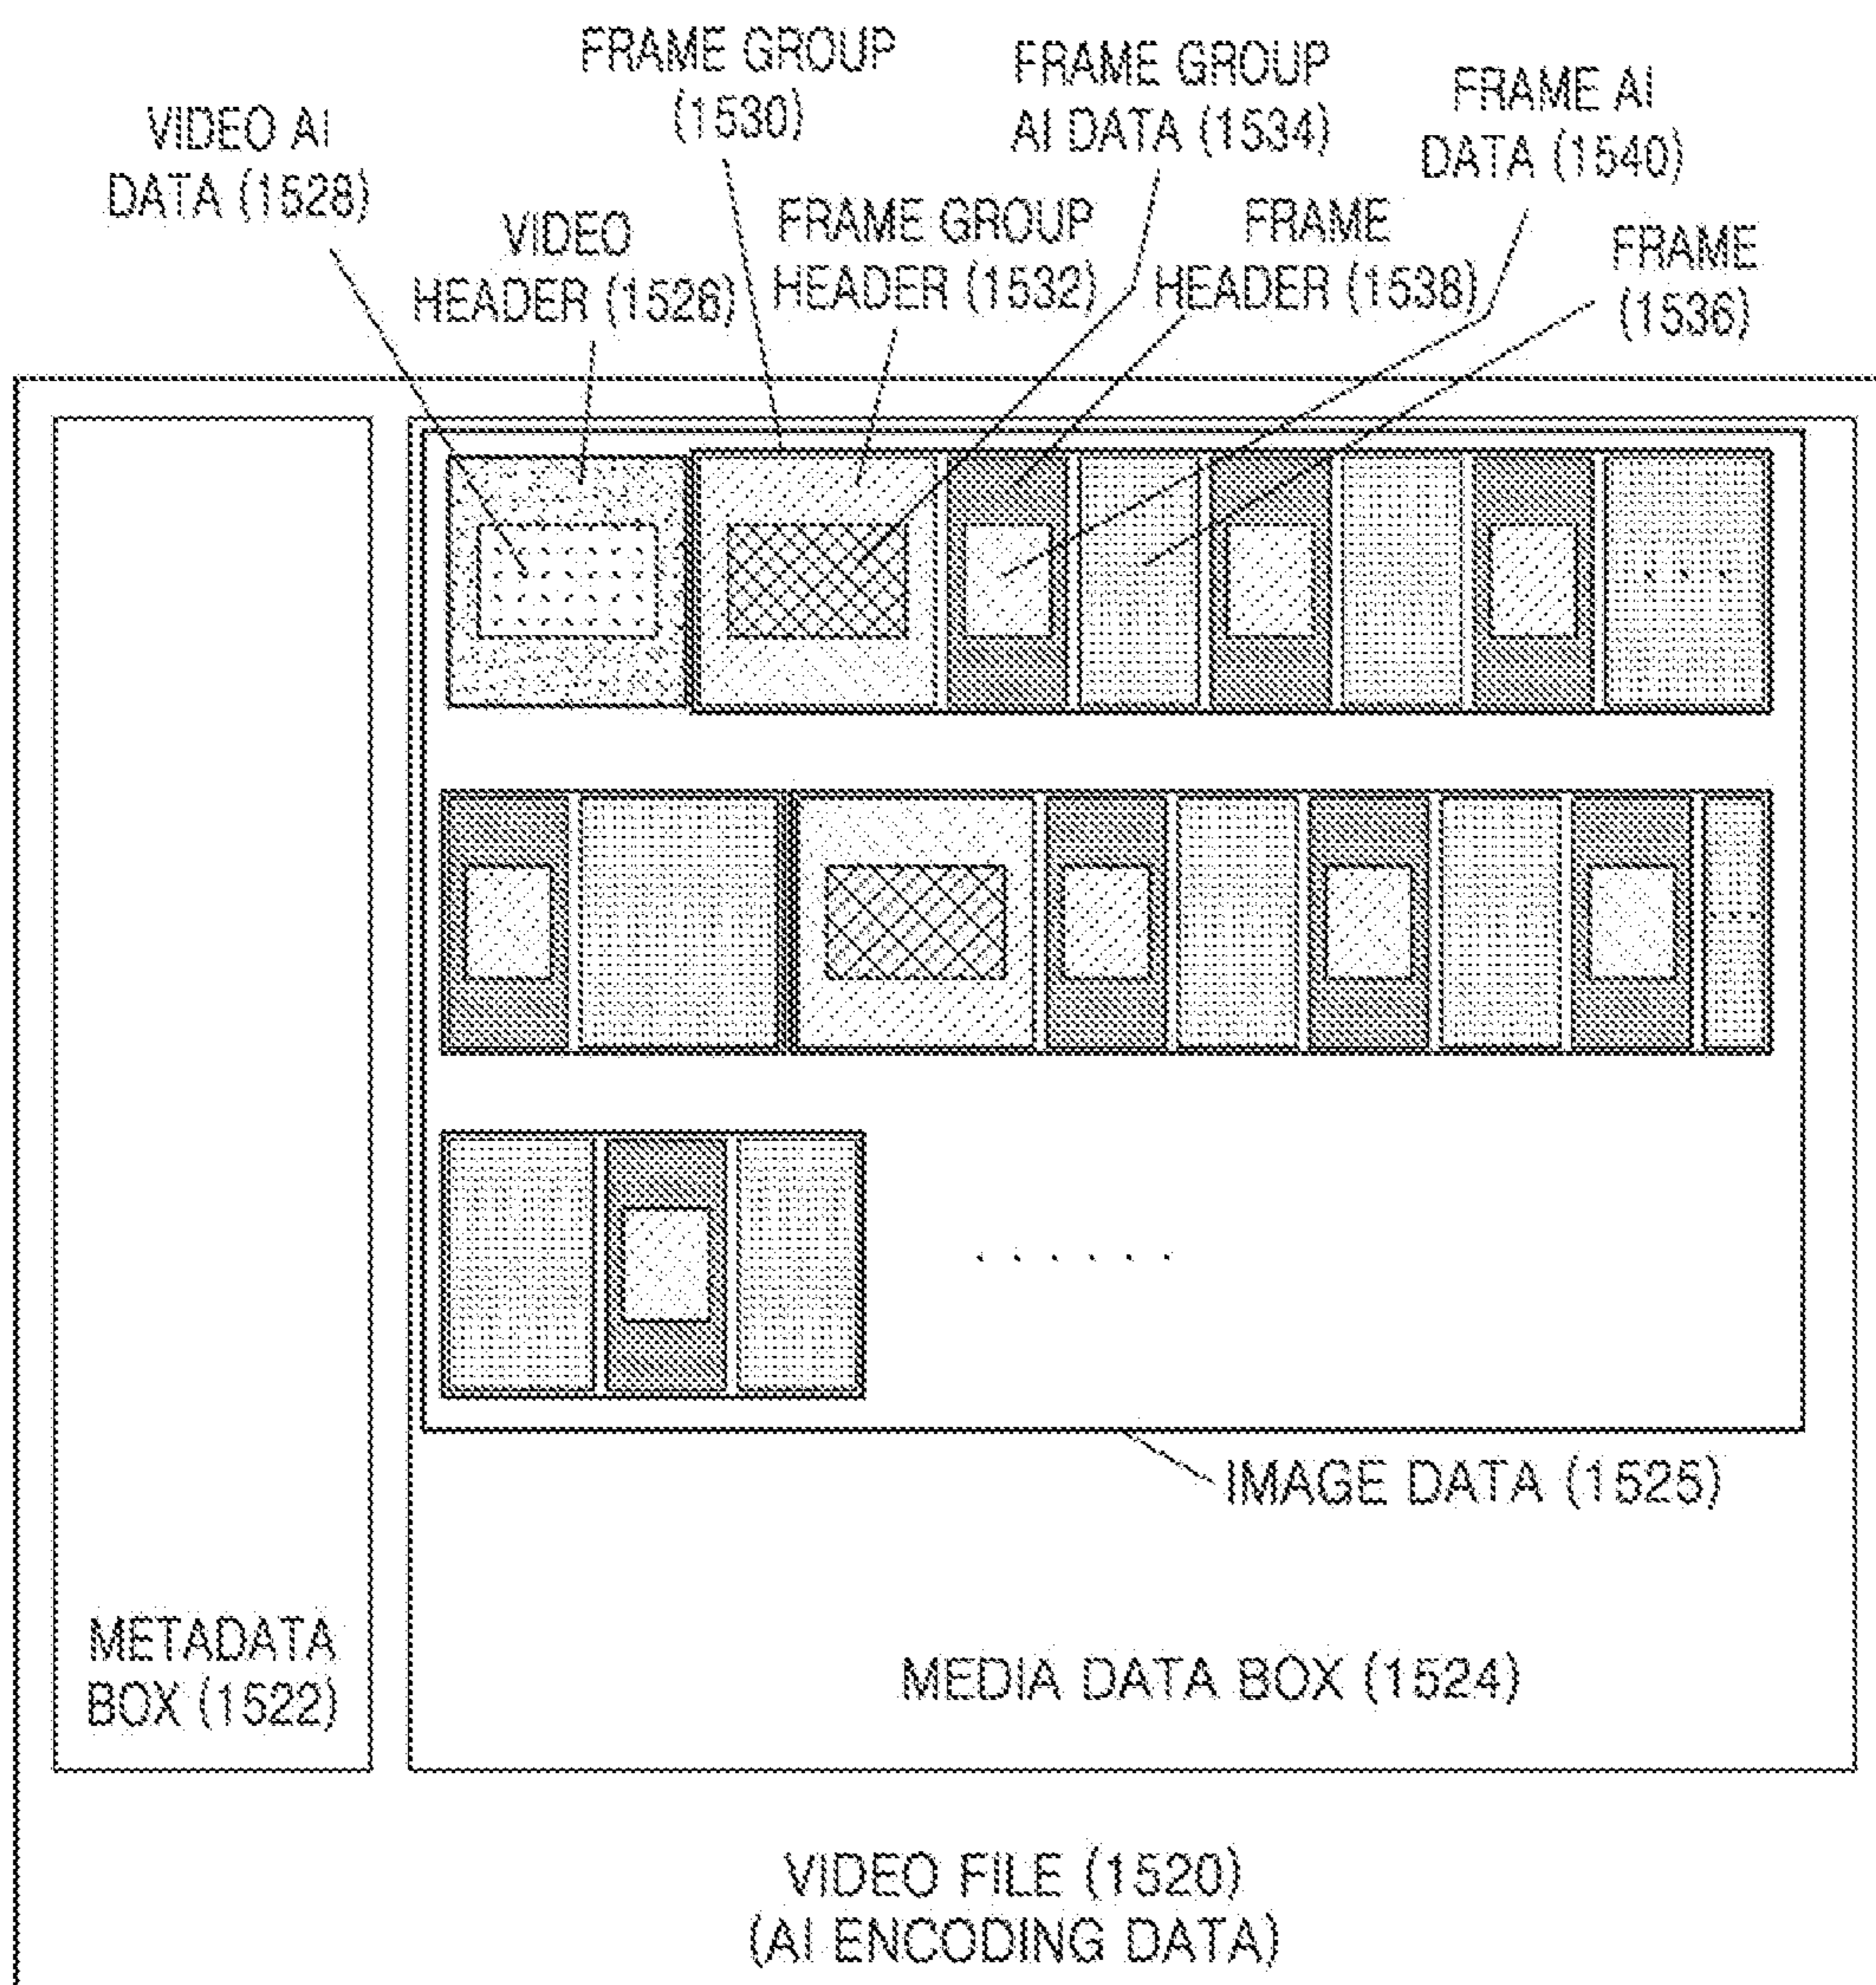 FRAME GROUP
(1530)
FRAME GROUP
AI DATA (1534)
FRAME AI
DATA (1540)
VIDEO AI
DATA (1528)
VIDEO
HEADER (1526)
FRAME GROUP
HEADER (1532)
FRAME
HEADER (1538)
FRAME
(1536)
IMAGE DATA (1525)
METADATA
BOX (1522)
MEDIA DATA BOX (1524)
VIDEO FILE (1520)
(AI ENCODING DATA)